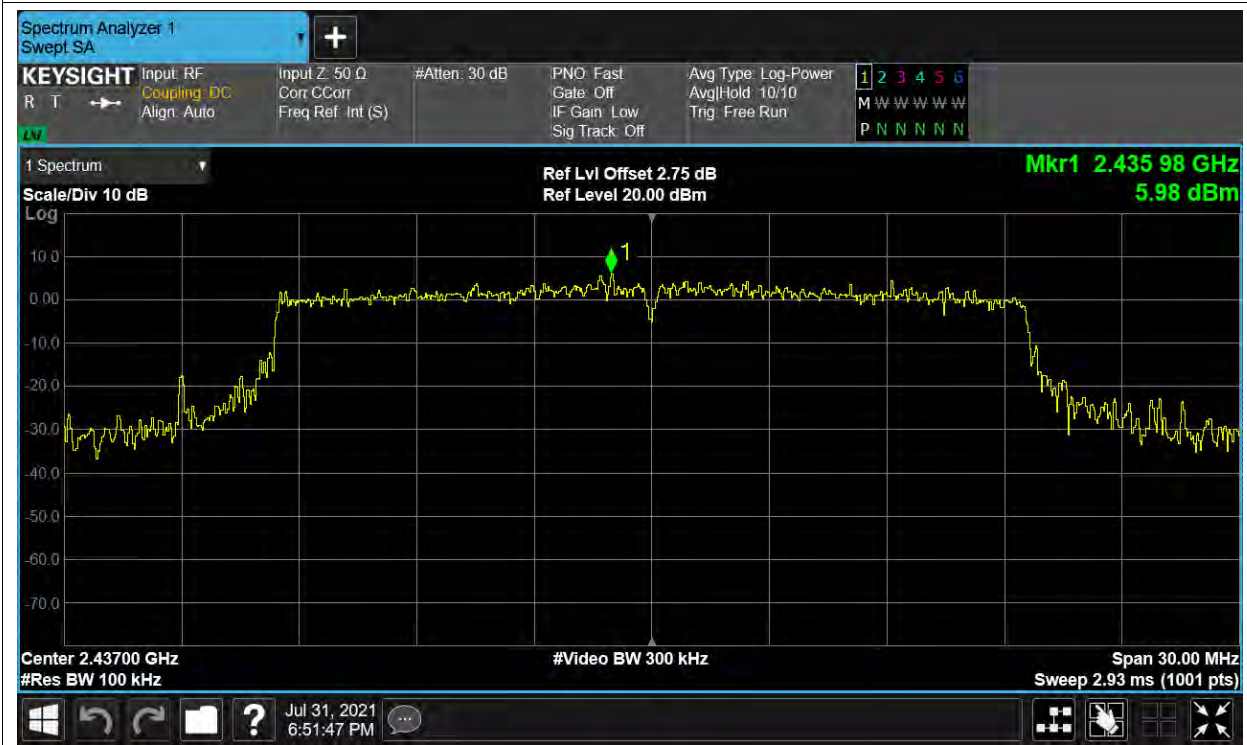 Spectrum Analyzer 1
Swept SA
+
KEYSIGHT
R T
LV
Input: RF
Coupling: DC
Align: Auto
Input Z: 50 Ω
Corr CCorr
Freq Ref: Int (S)
#Atten: 30 dB
PNO: Fast
Gate: Off
IF Gain: Low
Sig Track: Off
Avg Type: Log-Power
Avg|Hold: 10/10
Trig: Free Run
1 2 3 4 5 6
M W W W W W
P N N N N N
1 Spectrum
Scale/Div 10 dB
Log
Ref Lvl Offset 2.75 dB
Ref Level 20.00 dBm
Mkr1 2.435 98 GHz
5.98 dBm
1
10.0
0.00
-10.0
-20.0
-30.0
-40.0
-50.0
-60.0
-70.0
Center 2.43700 GHz
#Res BW 100 kHz
#Video BW 300 kHz
Span 30.00 MHz
Sweep 2.93 ms (1001 pts)
?
Jul 31, 2021
6:51:47 PM